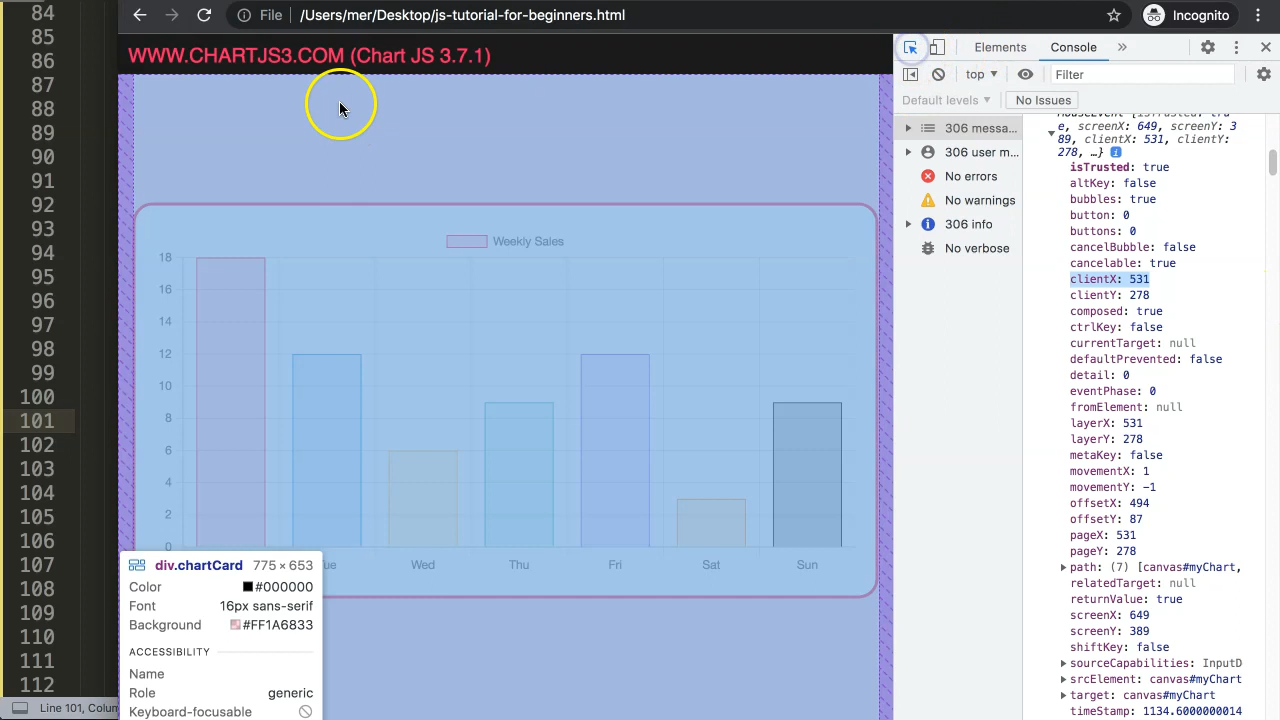 84
85
86
87
88
89
90
91
92
93
94
95
96
97
98
99
100
101
102
103
104
105
106
107
108
109
110
111
112
Line 101, Colum
File /Users/mer/Desktop/js-tutorial-for-beginners.html
Incognito
WWW.CHARTJS3.COM (Chart JS 3.7.1)
Weekly Sales
18
16
14
12
10
8
6
4
2
0
ue Wed Thu Fri Sat Sun
div.chartCard 775 × 653
Color #000000
Font 16px sans-serif
Background #FF1A6833
ACCESSIBILITY
Name
Role generic
Keyboard-focusable
Elements Console
top Filter
Default levels No Issues
306 messa...
306 user m...
No errors
No warnings
306 info
No verbose
MouseEvent {isTrusted: tru
e, screenX: 649, screenY: 3
89, clientX: 531, clientY:
278, …}
isTrusted: true
altKey: false
bubbles: true
button: 0
buttons: 0
cancelBubble: false
cancelable: true
clientX: 531
clientY: 278
composed: true
ctrlKey: false
currentTarget: null
defaultPrevented: false
detail: 0
eventPhase: 0
fromElement: null
layerX: 531
layerY: 278
metaKey: false
movementX: 1
movementY: -1
offsetX: 494
offsetY: 87
pageX: 531
pageY: 278
path: (7) [canvas#myChart,
relatedTarget: null
returnValue: true
screenX: 649
screenY: 389
shiftKey: false
sourceCapabilities: InputD
srcElement: canvas#myChart
target: canvas#myChart
timeStamp: 1134.6000000014